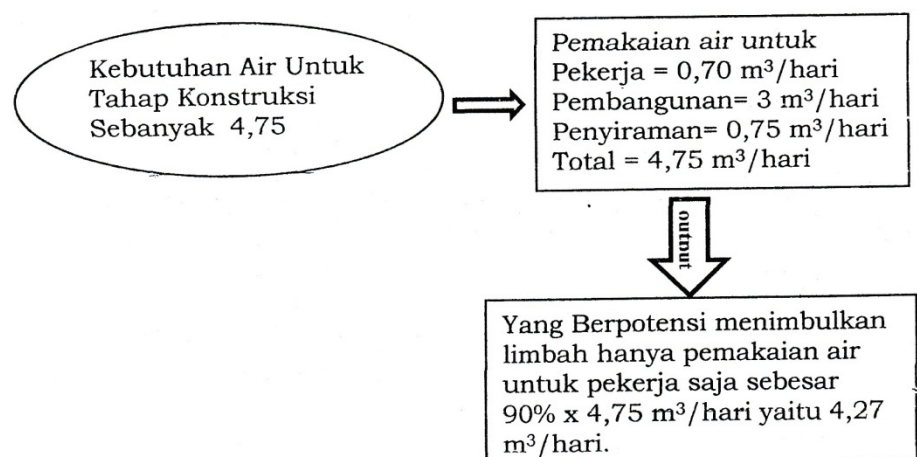 Kebutuhan Air Untuk
Tahap Konstruksi
Sebanyak 4,75
Pemakaian air untuk
Pekerja = 0,70 m³/hari
Pembangunan= 3 m³/hari
Penyiraman= 0,75 m³/hari
Total = 4,75 m³/hari
output
Yang Berpotensi menimbulkan
limbah hanya pemakaian air
untuk pekerja saja sebesar
90% x 4,75 m³/hari yaitu 4,27
m³/hari.